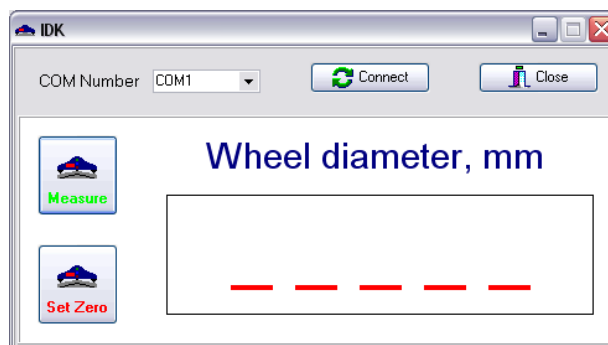 IDK
COM Number COM1 Connect Close
Wheel diameter, mm
Measure
_ _ _ _ _
Set Zero